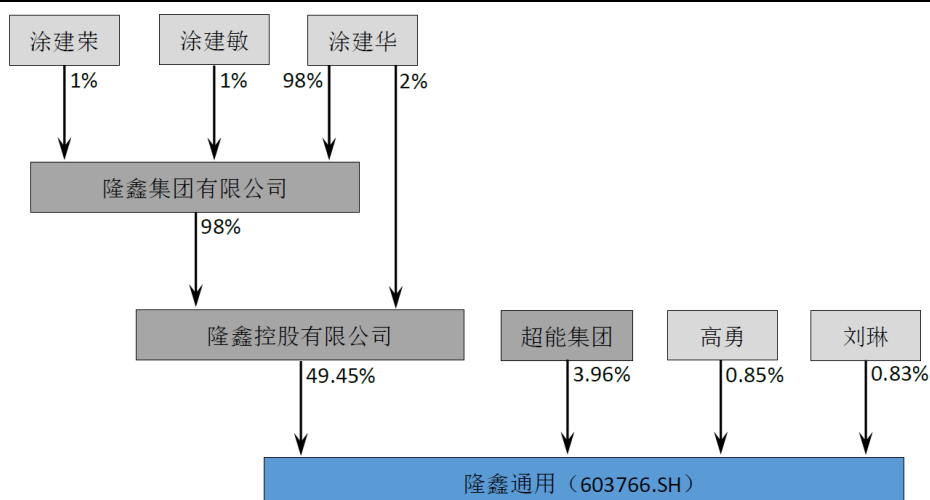 涂建荣
涂建敏
涂建华
1%
1%
98%
2%
隆鑫集团有限公司
98%
隆鑫控股有限公司
超能集团
高勇
刘琳
49.45%
3.96%
0.85%
0.83%
隆鑫通用（603766.SH）